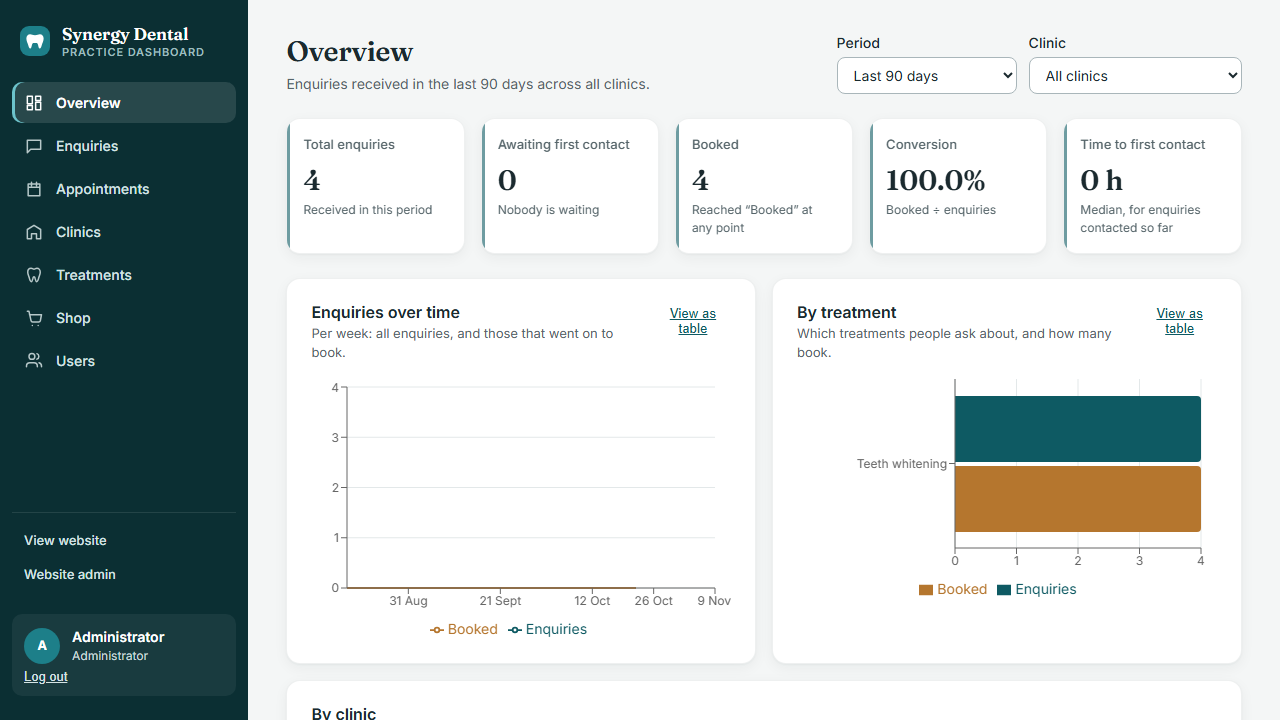 Synergy Dental
PRACTICE DASHBOARD
Overview
Enquiries
Appointments
Clinics
Treatments
Shop
Users
View website
Website admin
A
Administrator
Administrator
Log out
Overview
Enquiries received in the last 90 days across all clinics.
Period
Last 90 days
Clinic
All clinics
Total enquiries
4
Received in this period
Awaiting first contact
0
Nobody is waiting
Booked
4
Reached “Booked” at
any point
Conversion
100.0%
Booked ÷ enquiries
Time to first contact
0 h
Median, for enquiries
contacted so far
Enquiries over time
Per week: all enquiries, and those that went on to
book.
View as
table
4
3
2
1
0
31 Aug 21 Sept 12 Oct 26 Oct 9 Nov
Booked Enquiries
By treatment
Which treatments people ask about, and how many
book.
View as
table
Teeth whitening
0 1 2 3 4
Booked Enquiries
By clinic